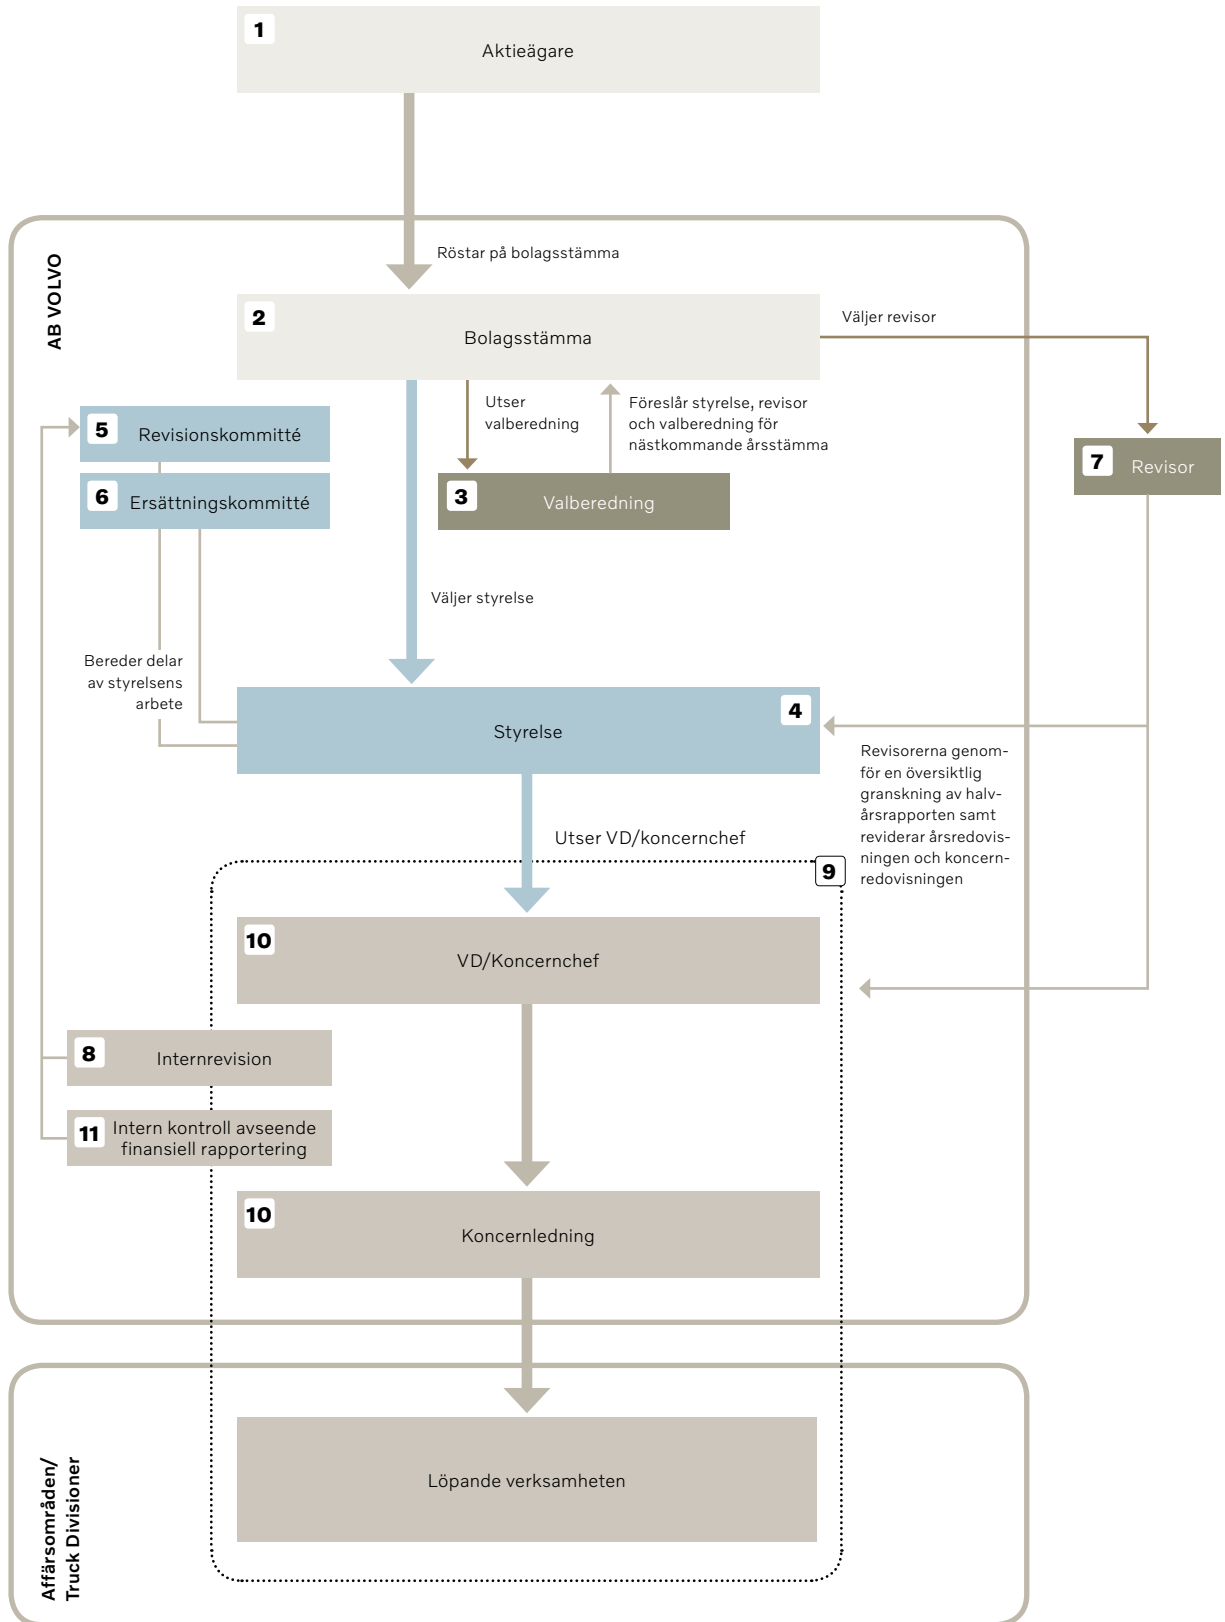 1
Aktieägare
AB VOLVO
Röstar på bolagsstämma
2
Bolagsstämma
Väljer revisor
Utser
valberedning
Föreslår styrelse, revisor
och valberedning för
nästkommande årsstämma
5
Revisionskommitté
6
Ersättningskommitté
3
Valberedning
7
Revisor
Väljer styrelse
Bereder delar
av styrelsens
arbete
4
Styrelse
Revisorerna genom-
för en översiktlig
granskning av halv-
årsrapporten samt
reviderar årsredovis-
ningen och koncern-
redovisningen
Utser VD/koncernchef
9
10
VD/Koncernchef
8
Internrevision
11
Intern kontroll avseende
finansiell rapportering
10
Koncernledning
Affärsområden/
Truck Divisioner
Löpande verksamheten